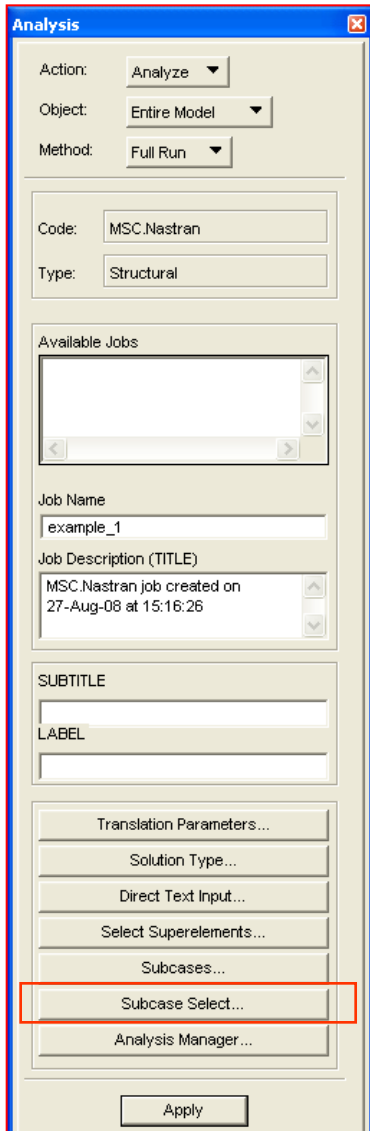 Analysis
Action: Analyze
Object: Entire Model
Method: Full Run
Code: MSC.Nastran
Type: Structural
Available Jobs
Job Name
example_1
Job Description (TITLE)
MSC.Nastran job created on
27-Aug-08 at 15:16:26
SUBTITLE
LABEL
Translation Parameters...
Solution Type...
Direct Text Input...
Select Superelements...
Subcases...
Subcase Select...
Analysis Manager...
Apply